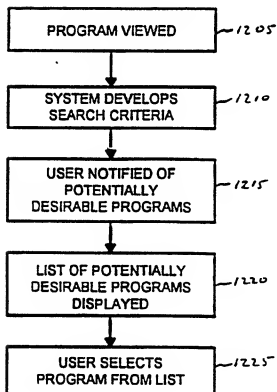 PROGRAM VIEWED
1205
SYSTEM DEVELOPS
SEARCH CRITERIA
1210
USER NOTIFIED OF
POTENTIALLY
DESIRABLE PROGRAMS
1215
LIST OF POTENTIALLY
DESIRABLE PROGRAMS
DISPLAYED
1220
USER SELECTS
PROGRAM FROM LIST
1225